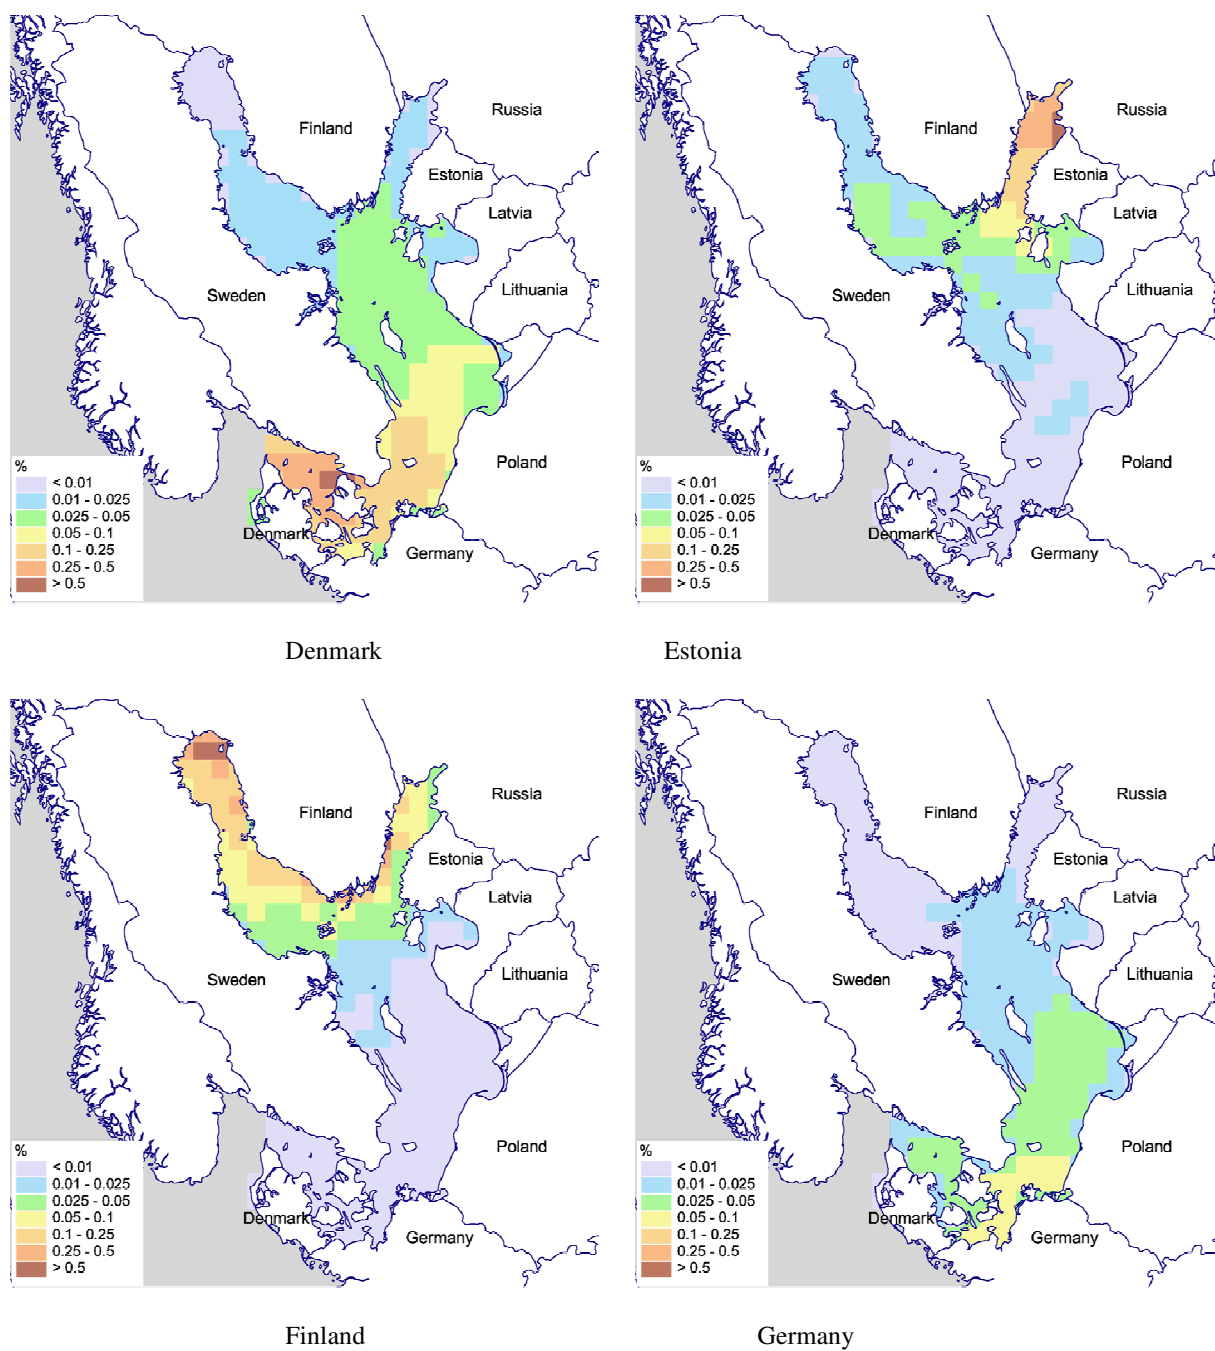 Finland
Russia
Estonia
Latvia
Lithuania
Sweden
Poland
Denmark
Germany
%
< 0.01
0.01 - 0.025
0.025 - 0.05
0.05 - 0.1
0.1 - 0.25
0.25 - 0.5
> 0.5
Finland
Russia
Estonia
Latvia
Lithuania
Sweden
Poland
Denmark
Germany
%
< 0.01
0.01 - 0.025
0.025 - 0.05
0.05 - 0.1
0.1 - 0.25
0.25 - 0.5
> 0.5
Denmark
Estonia
Finland
Russia
Estonia
Latvia
Lithuania
Sweden
Poland
Denmark
Germany
%
< 0.01
0.01 - 0.025
0.025 - 0.05
0.05 - 0.1
0.1 - 0.25
0.25 - 0.5
> 0.5
Finland
Russia
Estonia
Latvia
Lithuania
Sweden
Poland
Denmark
Germany
%
< 0.01
0.01 - 0.025
0.025 - 0.05
0.05 - 0.1
0.1 - 0.25
0.25 - 0.5
> 0.5
Finland
Germany